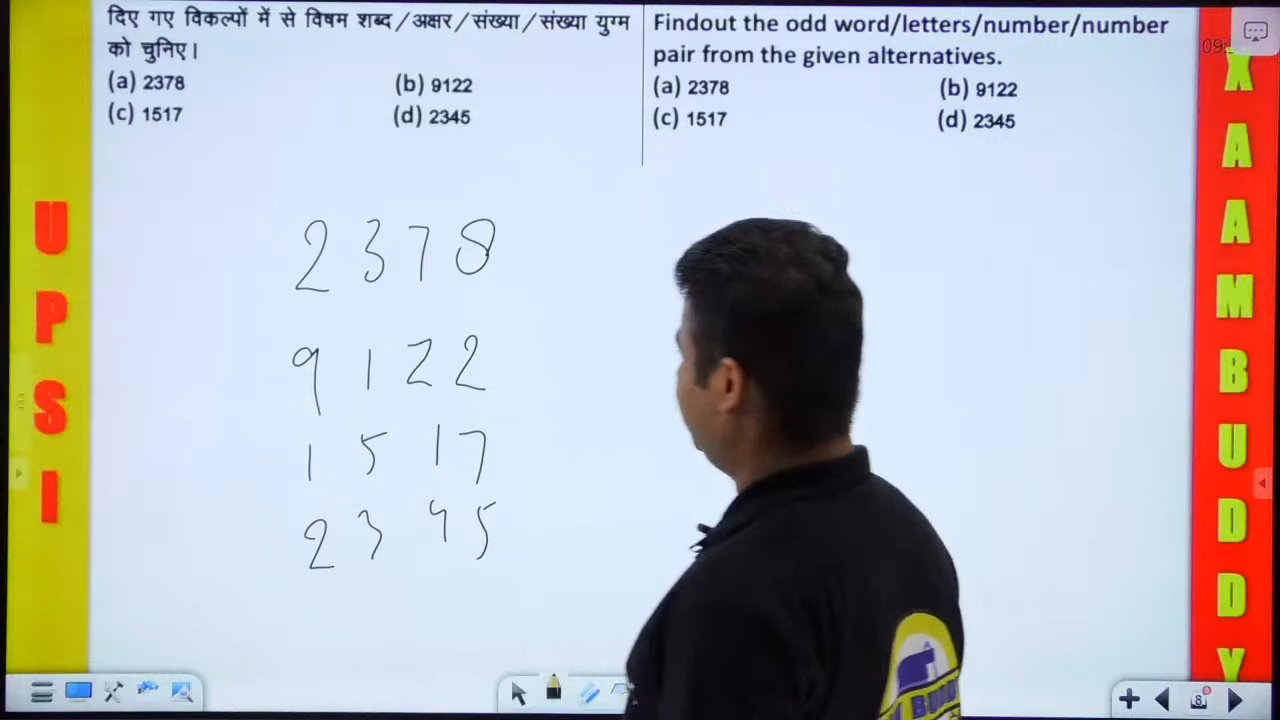 दिए गए विकल्पों में से विषम शब्द/अक्षर/संख्या/संख्या युग्म
को चुनिए।
(a) 2378 (b) 9122
(c) 1517 (d) 2345
Findout the odd word/letters/number/number
pair from the given alternatives.
(a) 2378 (b) 9122
(c) 1517 (d) 2345
2378
9122
1517
2345
UPSI
XAAMBUDDY
8